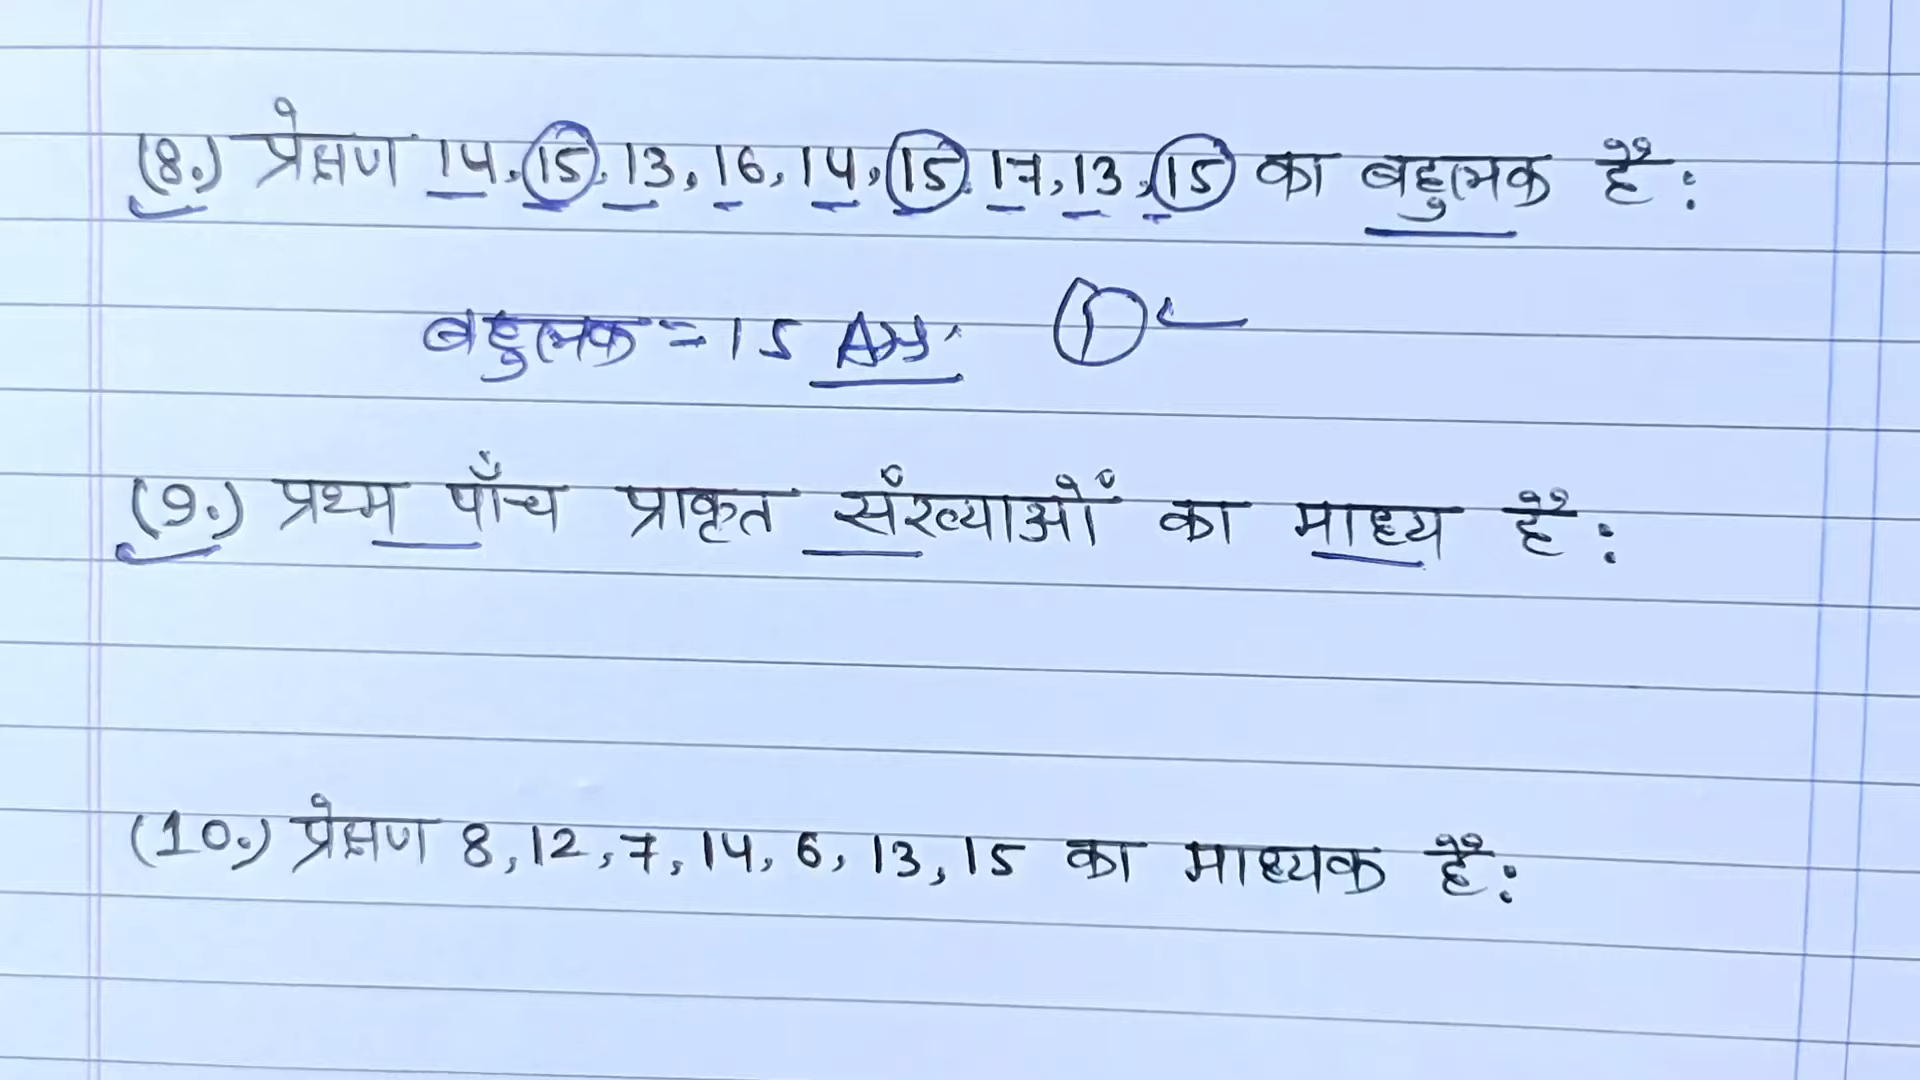 (8.) प्रेक्षण 14, 15, 13, 16, 14, 15, 17, 13, 15 का बहुलक है:
बहुलक = 15 Ans.
(9.) प्रथम पाँच प्राकृत संख्याओं का माध्य है:
(10.) प्रेक्षण 8, 12, 7, 14, 6, 13, 15 का माध्यक है: